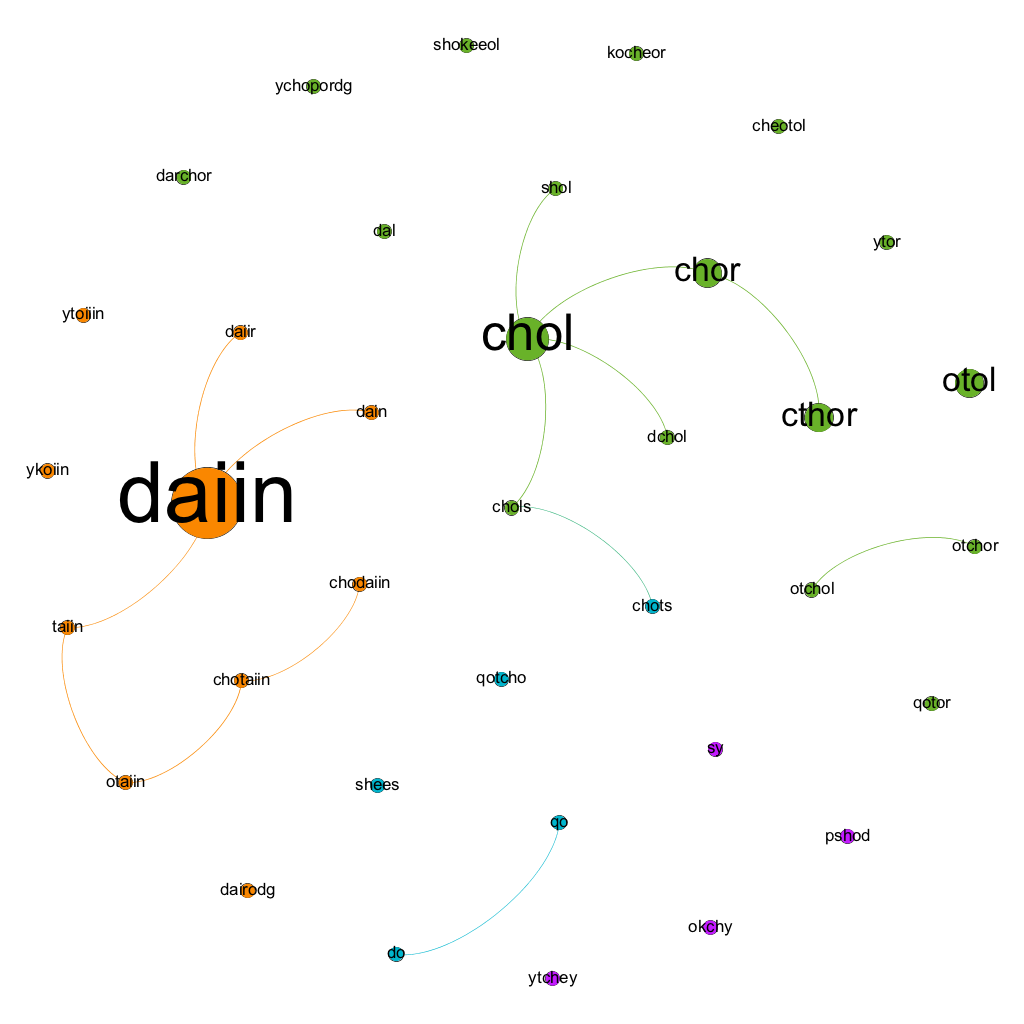 shokeeol
kocheor
ychopordg
cheotol
darchor
shol
dal
ytor
chor
ytoiiin
daiir
chol
otol
dain
cthor
dchol
ykoiin
daiin
chols
otchor
chodaiin
otchol
chots
taiin
qotcho
chotaiin
qotor
sy
otaiin
shees
qo
pshod
dairodg
okchy
do
ytchey